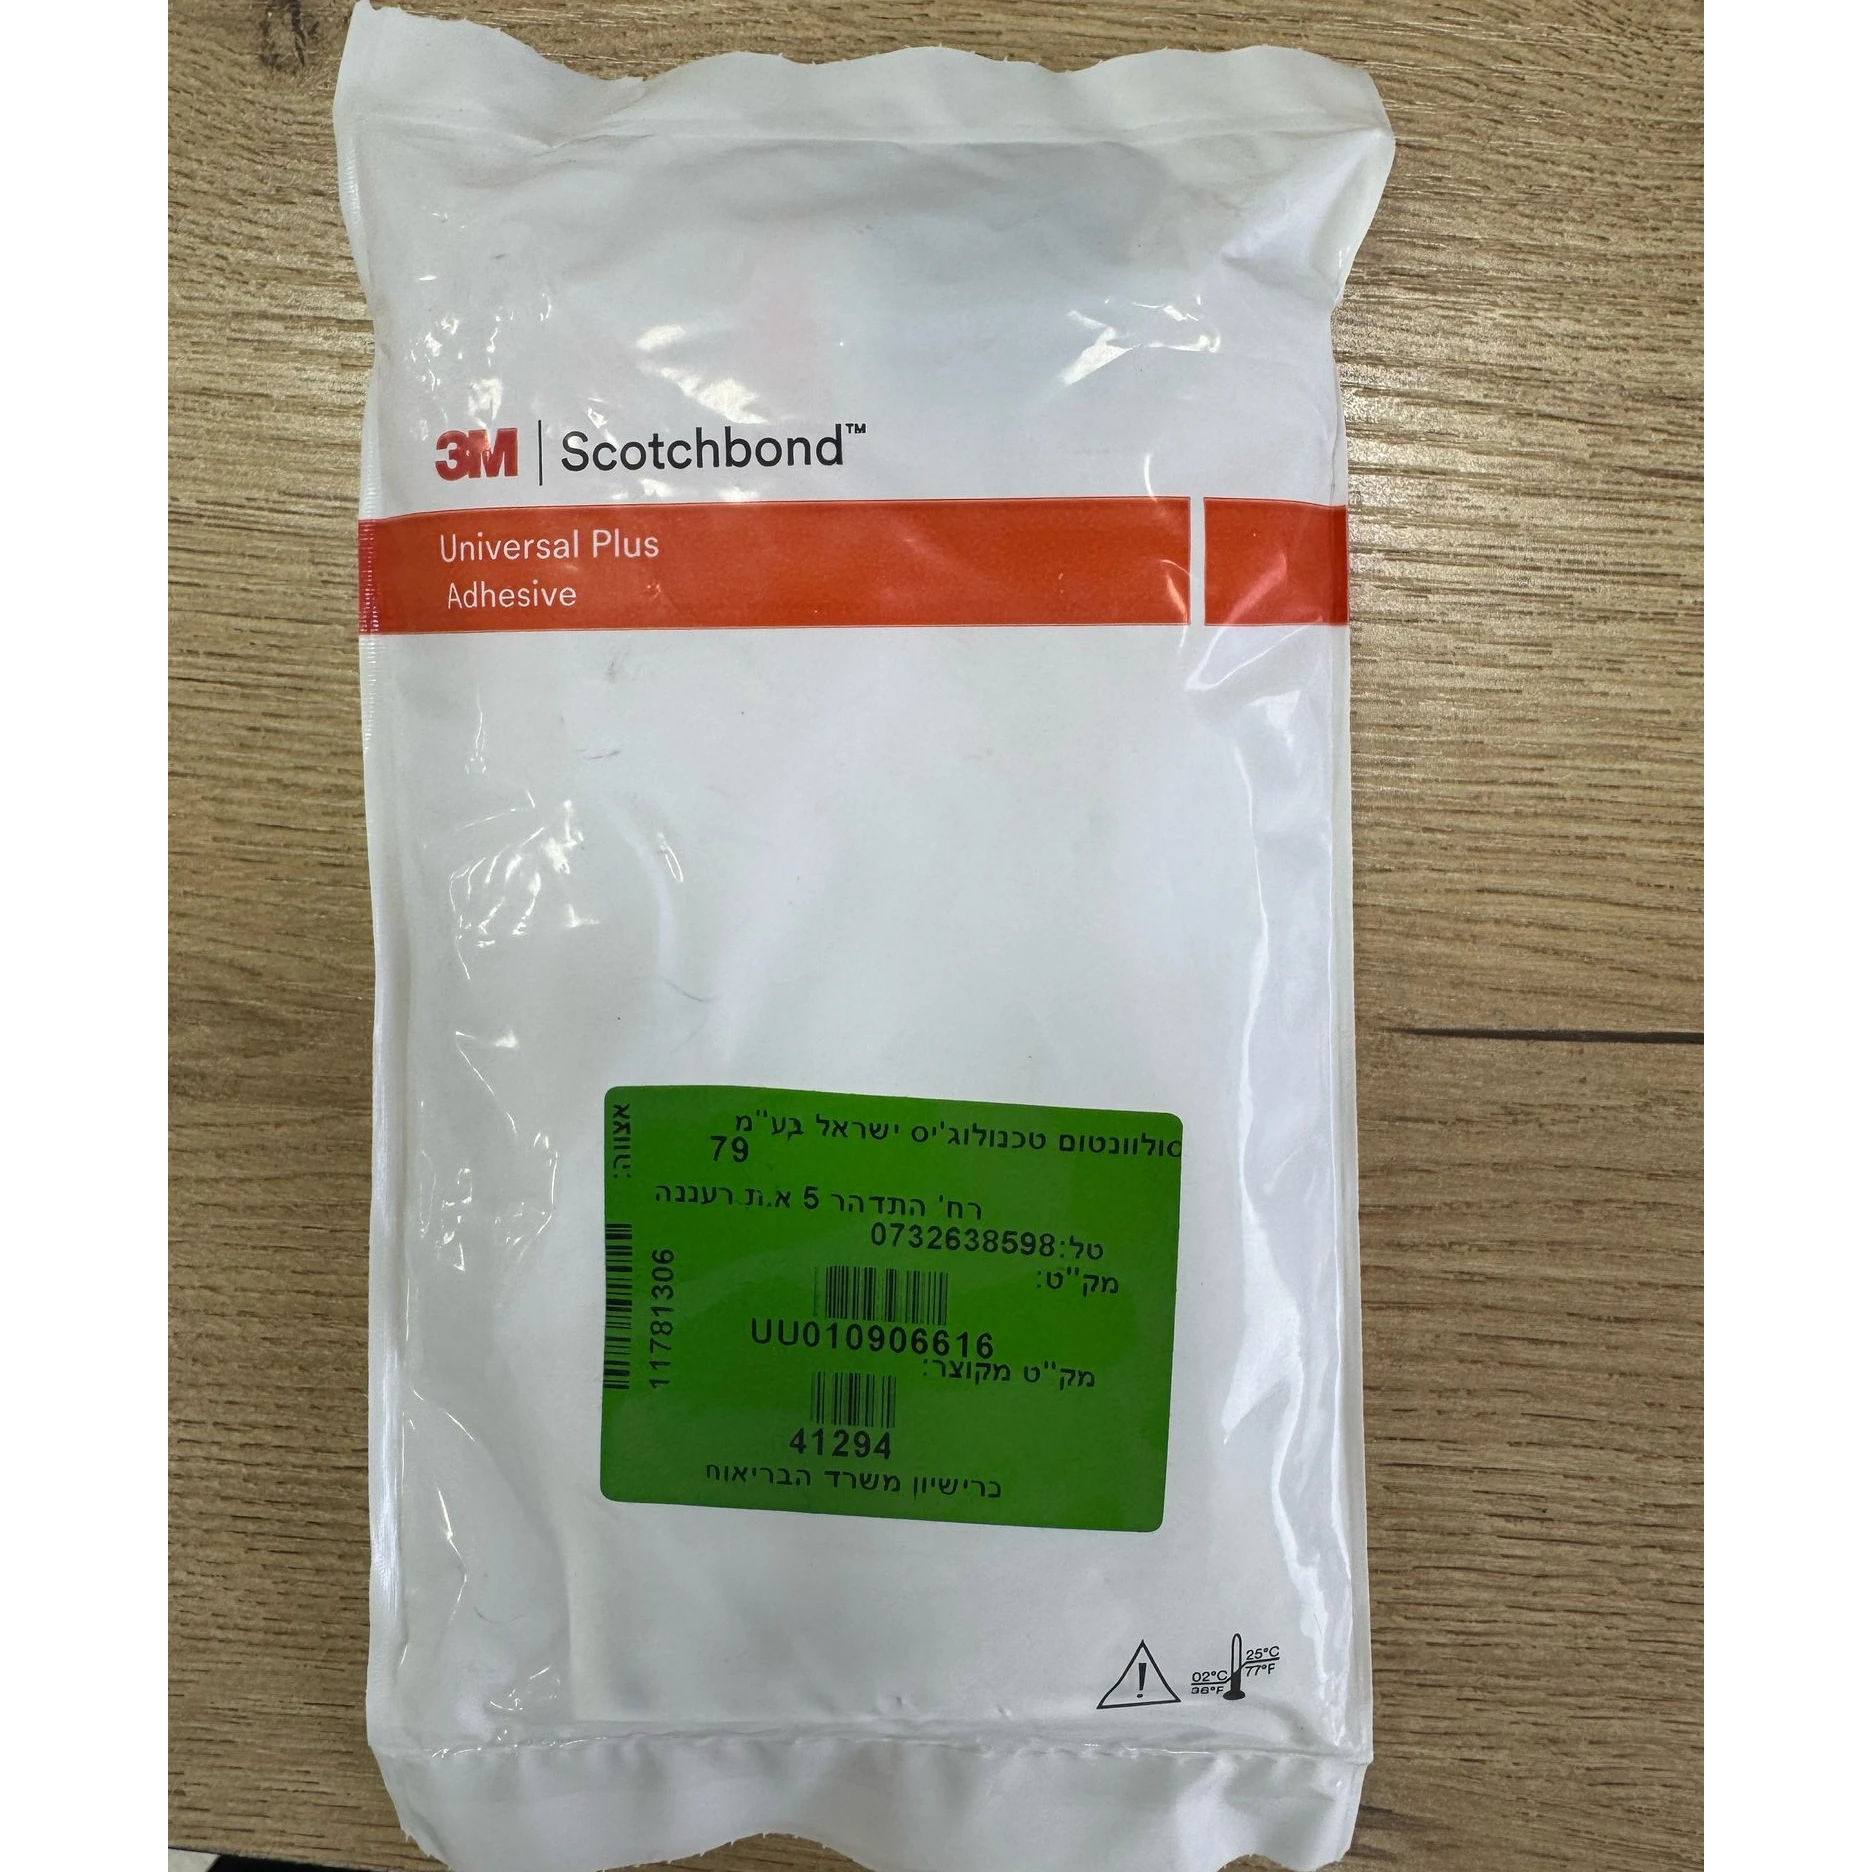 3M | Scotchbond™
Universal Plus
Adhesive
סולוונטום טכנולוג'יס ישראל בע"מ
79
רח' התדהר 5 א.ת רעננה
טל:0732638598
מק"ט:
UU010906616
מק"ט מקוצר:
41294
ברישיון משרד הבריאות
אצווה:
11781306
02°C
36°F
25°C
77°F